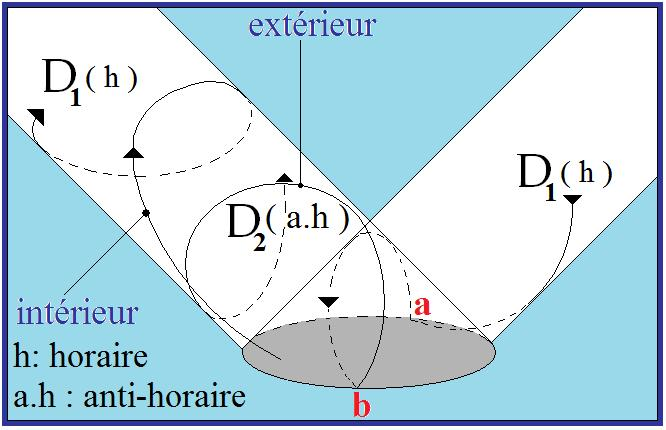 extérieur
D1 ( h )
D1 ( h )
D2 ( a.h )
a
intérieur
h: horaire
a.h : anti-horaire
b